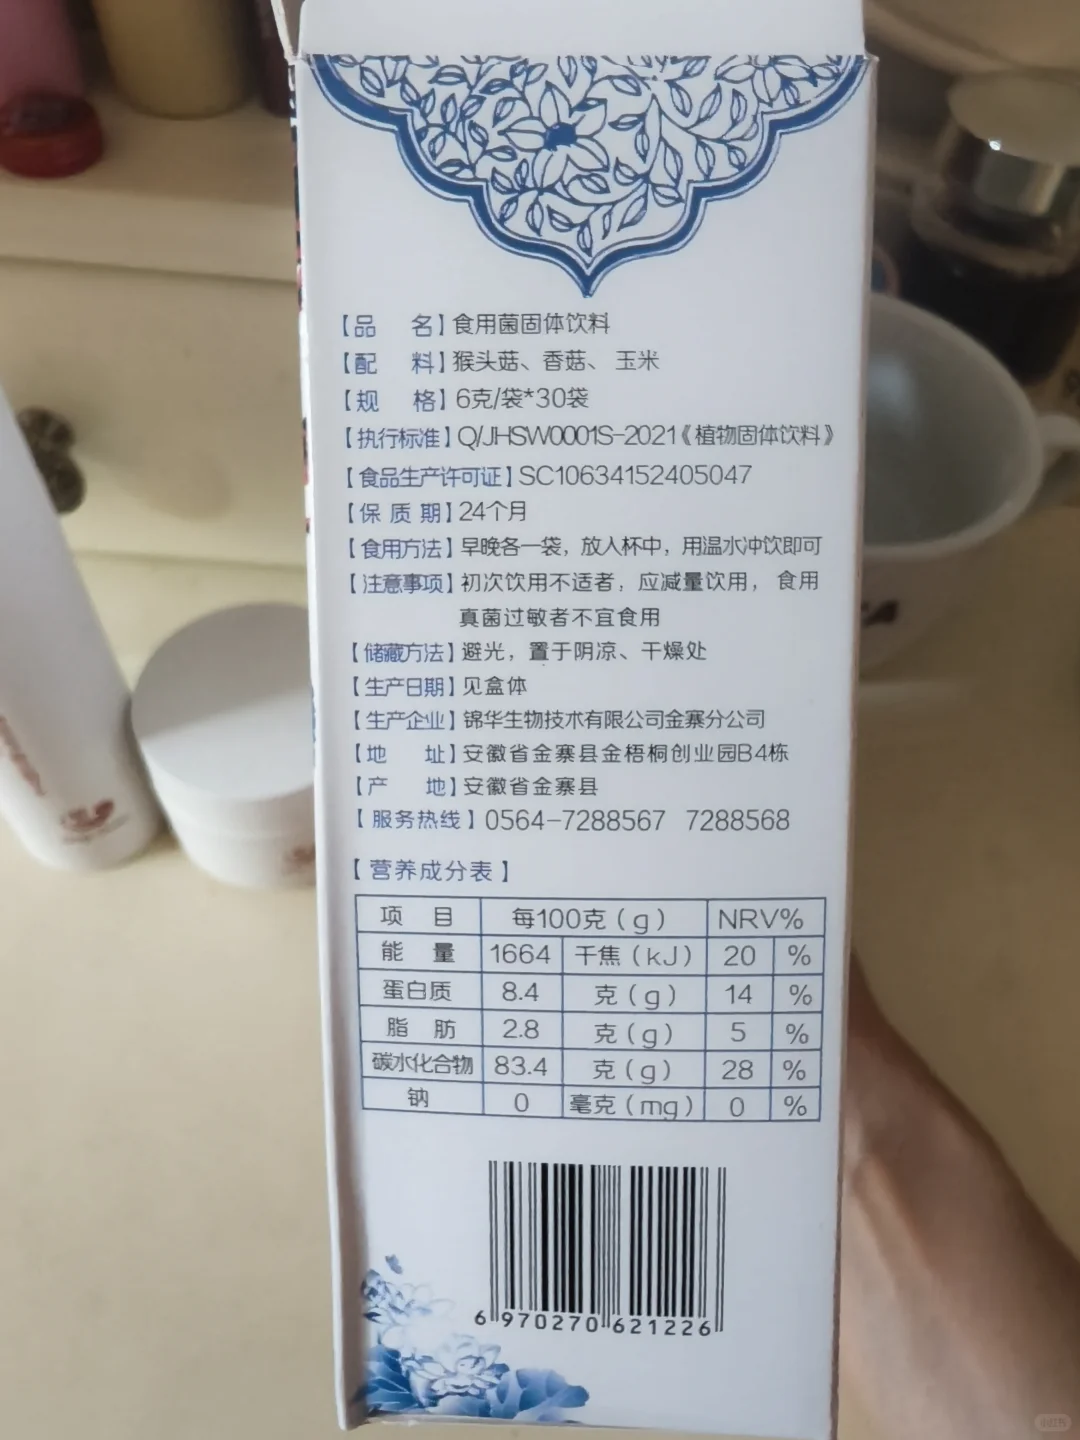 【品 名】食用菌固体饮料
【配 料】猴头菇、香菇、玉米
【规 格】6克/袋*30袋
【执行标准】Q/JHSW0001S-2021《植物固体饮料》
【食品生产许可证】SC10634152405047
【保 质 期】24个月
【食用方法】早晚各一袋，放入杯中，用温水冲饮即可
【注意事项】初次饮用不适者，应减量饮用，食用
真菌过敏者不宜食用
【储藏方法】避光，置于阴凉、干燥处
【生产日期】见盒体
【生产企业】锦华生物技术有限公司金寨分公司
【地 址】安徽省金寨县金梧桐创业园B4栋
【产 地】安徽省金寨县
【服务热线】0564-7288567 7288568
【营养成分表】
项 目 每100克(g) NRV%
能 量 1664 千焦(kJ) 20 %
蛋白质 8.4 克(g) 14 %
脂 肪 2.8 克(g) 5 %
碳水化合物 83.4 克(g) 28 %
钠 0 毫克(mg) 0 %
6 970270 621226
小红书